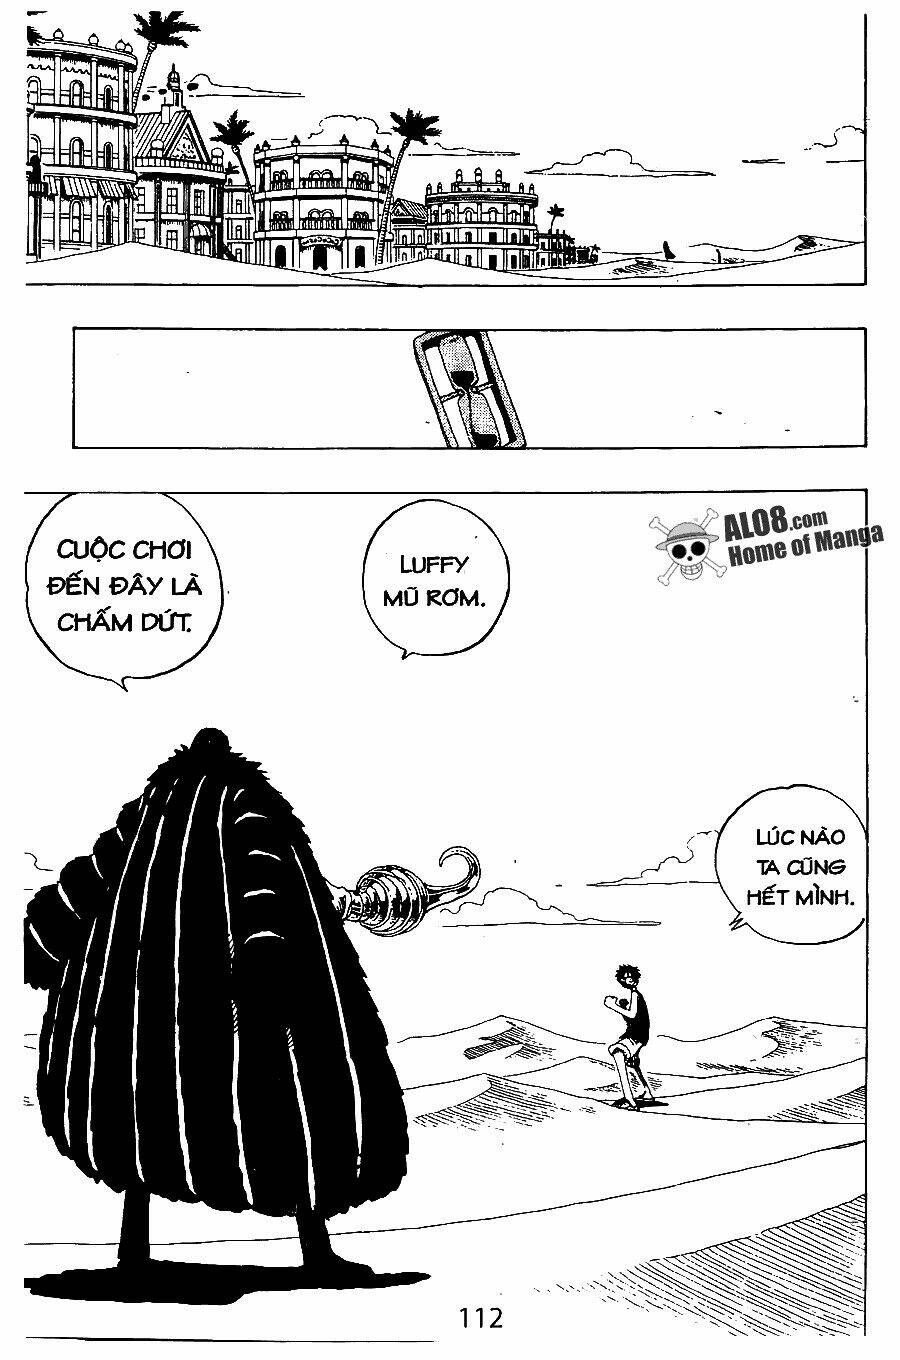 CUỘC CHƠI
ĐẾN ĐÂY LÀ
CHẤM DỨT.
LUFFY
MŨ RƠM.
AL08.com
Home of Manga
LÚC NÀO
TA CŨNG
HẾT MÌNH.
112